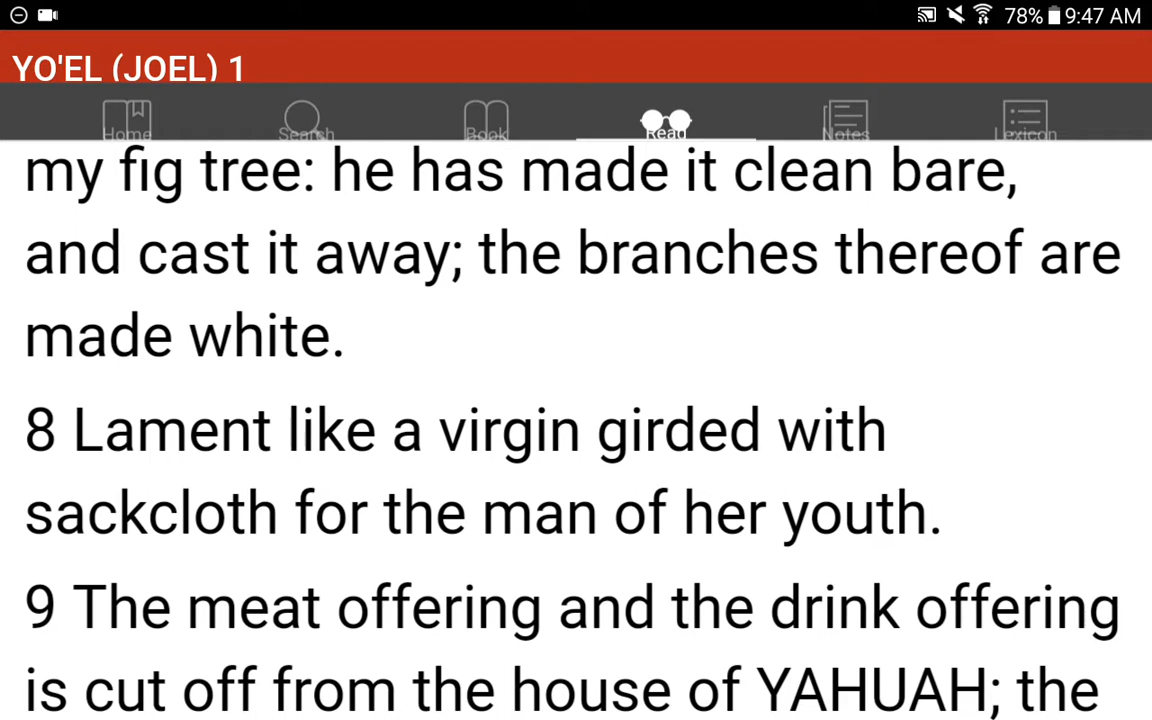 78% 9:47 AM
YO'EL (JOEL) 1
Home Search Book Read Notes Lexicon
my fig tree: he has made it clean bare,
and cast it away; the branches thereof are
made white.
8 Lament like a virgin girded with
sackcloth for the man of her youth.
9 The meat offering and the drink offering
is cut off from the house of YAHUAH; the